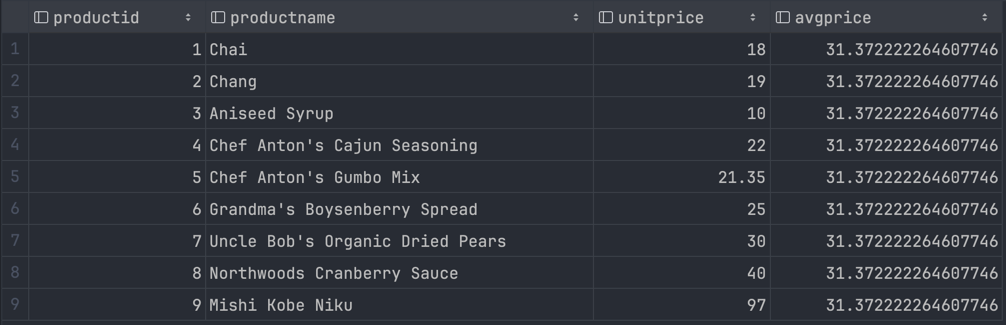 productid productname unitprice avgprice
1 1 Chai 18 31.372222264607746
2 2 Chang 19 31.372222264607746
3 3 Aniseed Syrup 10 31.372222264607746
4 4 Chef Anton's Cajun Seasoning 22 31.372222264607746
5 5 Chef Anton's Gumbo Mix 21.35 31.372222264607746
6 6 Grandma's Boysenberry Spread 25 31.372222264607746
7 7 Uncle Bob's Organic Dried Pears 30 31.372222264607746
8 8 Northwoods Cranberry Sauce 40 31.372222264607746
9 9 Mishi Kobe Niku 97 31.372222264607746